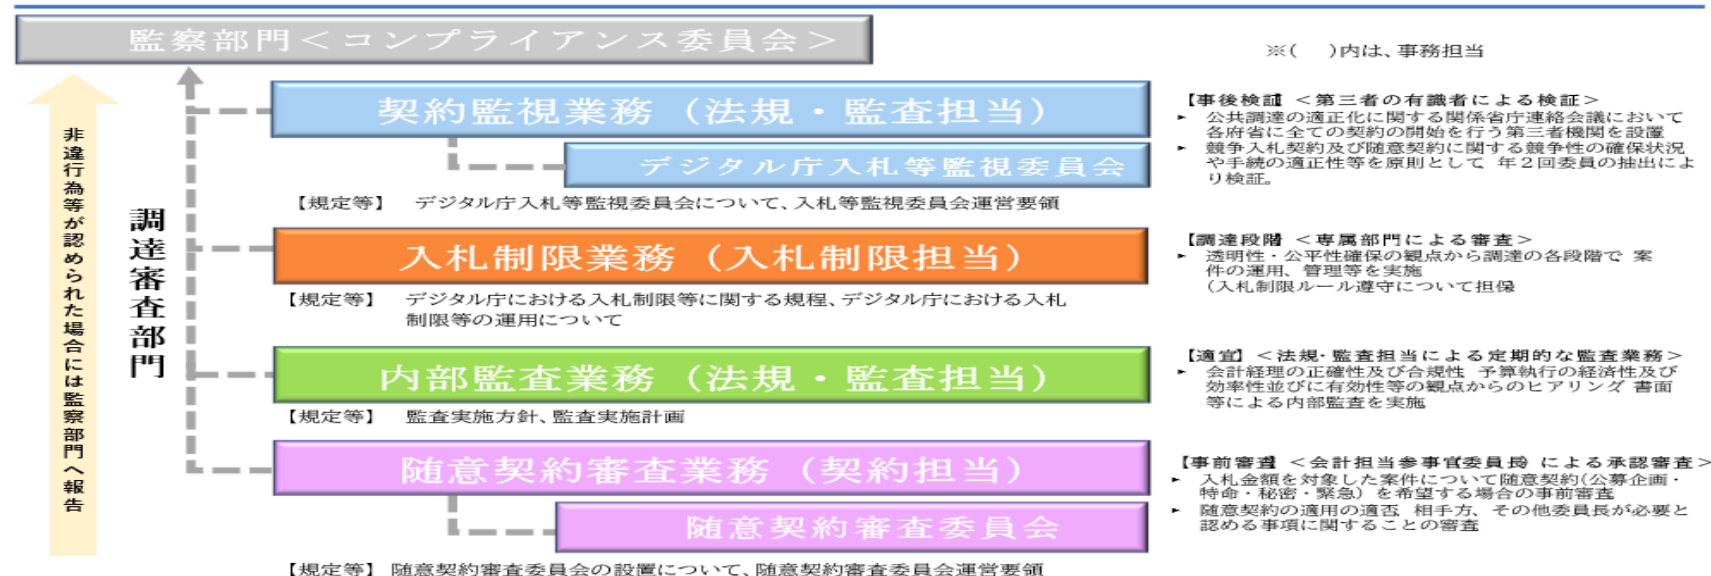 監察部門＜コンプライアンス委員会＞
※(　)内は、事務担当
非違行為等が認められた場合には監察部門へ報告
調達審査部門
契約監視業務（法規・監査担当）
デジタル庁入札等監視委員会
【規定等】　デジタル庁入札等監視委員会について、入札等監視委員会運営要領
【事後検証】＜第三者の有識者による検証＞
► 公共調達の適正化に関する関係省庁連絡会議において
各府省に全ての契約の開始を行う第三者機関を設置
► 競争入札契約及び随意契約に関する競争性の確保状況
や手続の適正性等を原則として 年２回委員の抽出によ
り検証。
入札制限業務（入札制限担当）
【規定等】　デジタル庁における入札制限等に関する規程、デジタル庁における入札
制限等の運用について
【調達段階】＜専属部門による審査＞
► 透明性・公平性確保の観点から調達の各段階で 案
件の運用、管理等を実施
（入札制限ルール遵守について担保
内部監査業務（法規・監査担当）
【規定等】　監査実施方針、監査実施計画
【適宜】＜法規・監査担当による定期的な監査業務＞
► 会計経理の正確性及び合規性 予算執行の経済性及び
効率性並びに有効性等の観点からのヒアリング 書面
等による内部監査を実施
随意契約審査業務（契約担当）
随意契約審査委員会
【規定等】 随意契約審査委員会の設置について、随意契約審査委員会運営要領
【事前審査】＜会計担当参事官(委員長) による承認審査＞
► 入札金額を対象した案件について随意契約(公募企画・
特命・秘密・緊急）を希望する場合の事前審査
► 随意契約の適用の適否 相手方、その他委員長が必要と
認める事項に関することの審査